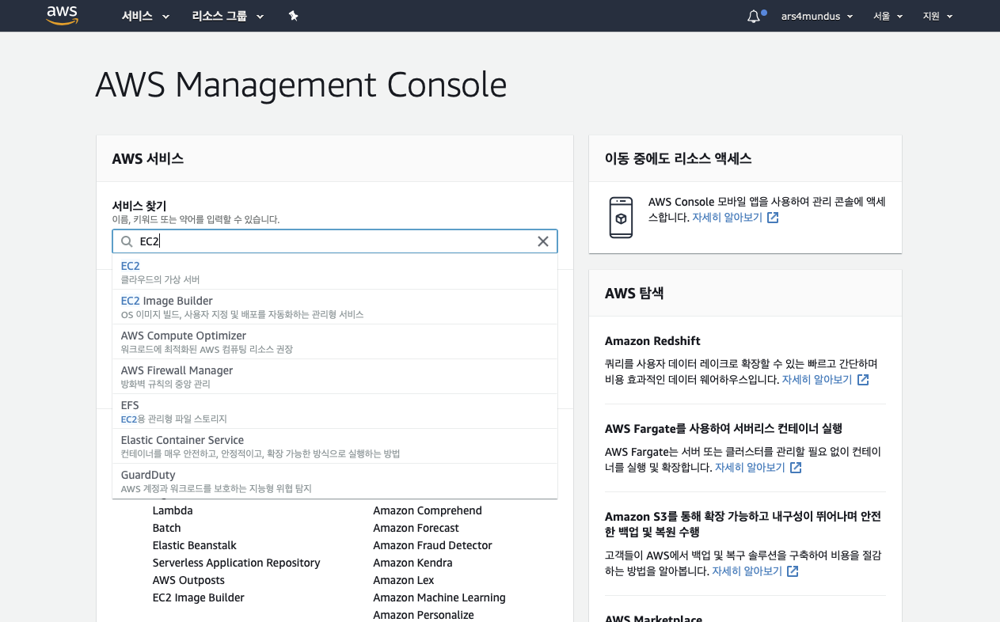 aws
서비스
리소스 그룹
ars4mundus
서울
지원
AWS Management Console
AWS 서비스
서비스 찾기
이름, 키워드 또는 약어를 입력할 수 있습니다.
EC2
EC2
클라우드의 가상 서버
EC2 Image Builder
OS 이미지 빌드, 사용자 지정 및 배포를 자동화하는 관리형 서비스
AWS Compute Optimizer
워크로드에 최적화된 AWS 컴퓨팅 리소스 권장
AWS Firewall Manager
방화벽 규칙의 중앙 관리
EFS
EC2용 관리형 파일 스토리지
Elastic Container Service
컨테이너를 매우 안전하고, 안정적이고, 확장 가능한 방식으로 실행하는 방법
GuardDuty
AWS 계정과 워크로드를 보호하는 지능형 위협 탐지
Lambda
Batch
Elastic Beanstalk
Serverless Application Repository
AWS Outposts
EC2 Image Builder
Amazon Comprehend
Amazon Forecast
Amazon Fraud Detector
Amazon Kendra
Amazon Lex
Amazon Machine Learning
Amazon Personalize
이동 중에도 리소스 액세스
AWS Console 모바일 앱을 사용하여 관리 콘솔에 액세
스합니다. 자세히 알아보기
AWS 탐색
Amazon Redshift
쿼리를 사용자 데이터 레이크로 확장할 수 있는 빠르고 간단하며
비용 효과적인 데이터 웨어하우스입니다. 자세히 알아보기
AWS Fargate를 사용하여 서버리스 컨테이너 실행
AWS Fargate는 서버 또는 클러스터를 관리할 필요 없이 컨테이
너를 실행 및 확장합니다. 자세히 알아보기
Amazon S3를 통해 확장 가능하고 내구성이 뛰어나며 안전
한 백업 및 복원 수행
고객들이 AWS에서 백업 및 복구 솔루션을 구축하여 비용을 절감
하는 방법을 알아봅니다. 자세히 알아보기
AWS Marketplace